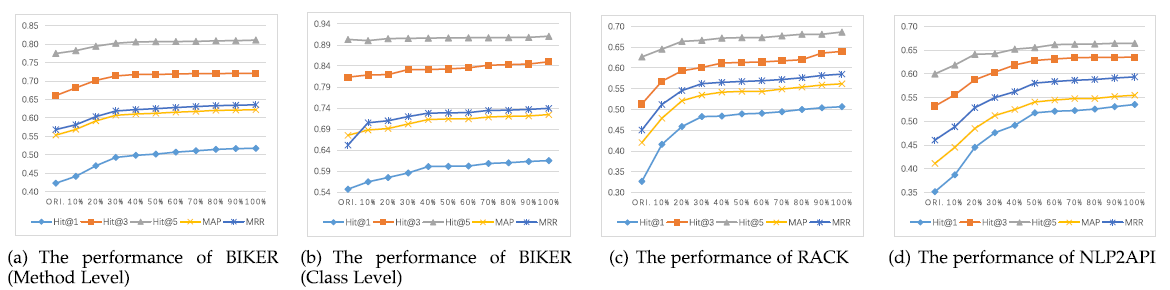 0.85
0.80
0.75
0.70
0.65
0.60
0.55
0.50
0.45
0.40
ORI. 10% 20% 30% 40% 50% 60% 70% 80% 90% 100%
Hit@1 Hit@3 Hit@5 MAP MRR
(a) The performance of BIKER
(Method Level)
0.94
0.89
0.84
0.79
0.74
0.69
0.64
0.59
0.54
ORI. 10% 20% 30% 40% 50% 60% 70% 80% 90% 100%
Hit@1 Hit@3 Hit@5 MAP MRR
(b) The performance of BIKER
(Class Level)
0.70
0.65
0.60
0.55
0.50
0.45
0.40
0.35
0.30
ORI. 10% 20% 30% 40% 50% 60% 70% 80% 90% 100%
Hit@1 Hit@3 Hit@5 MAP MRR
(c) The performance of RACK
0.70
0.65
0.60
0.55
0.50
0.45
0.40
0.35
ORI. 10% 20% 30% 40% 50% 60% 70% 80% 90% 100%
Hit@1 Hit@3 Hit@5 MAP MRR
(d) The performance of NLP2API